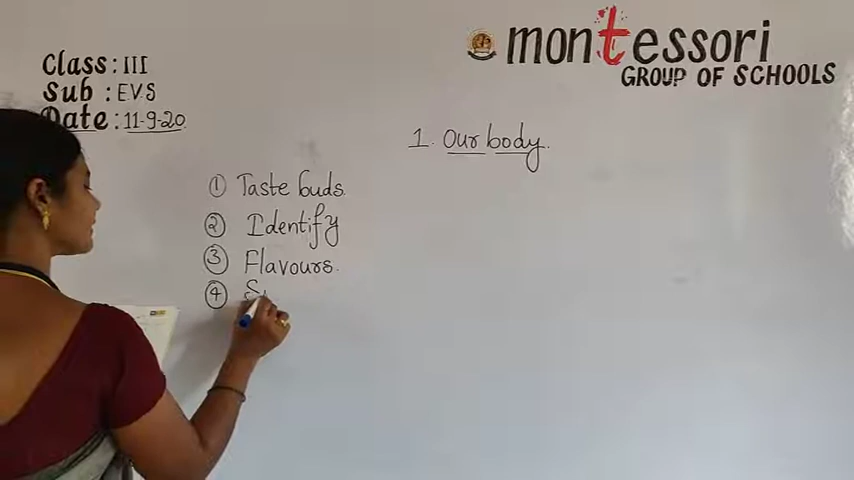 montessori
GROUP OF SCHOOLS
Class : III
Sub : E.V.S
Date : 11-9-20
1. Our body.
① Taste buds.
② Identify
③ Flavours.
④ S